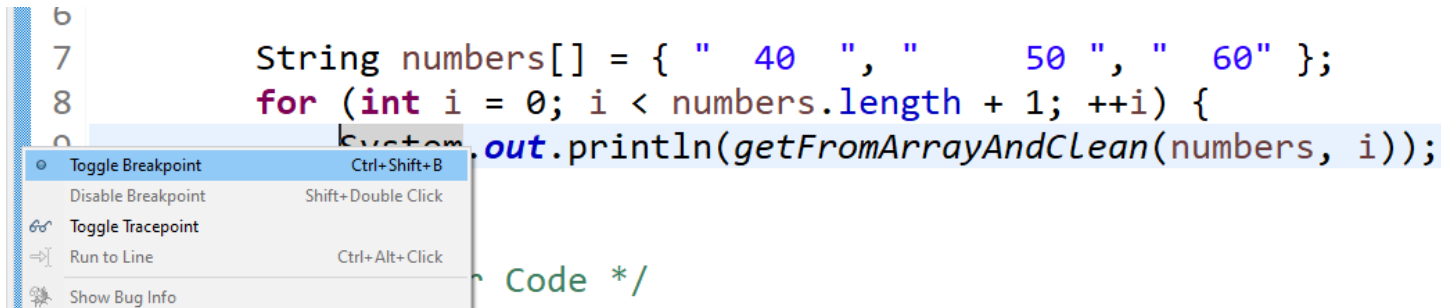 6
7 String numbers[] = { "  40  ", "     50 ", "  60" };
8 for (int i = 0; i < numbers.length + 1; ++i) {
9 System.out.println(getFromArrayAndClean(numbers, i));
Toggle Breakpoint Ctrl+Shift+B
Disable Breakpoint Shift+Double Click
Toggle Tracepoint
Run to Line Ctrl+Alt+Click
Code */
Show Bug Info